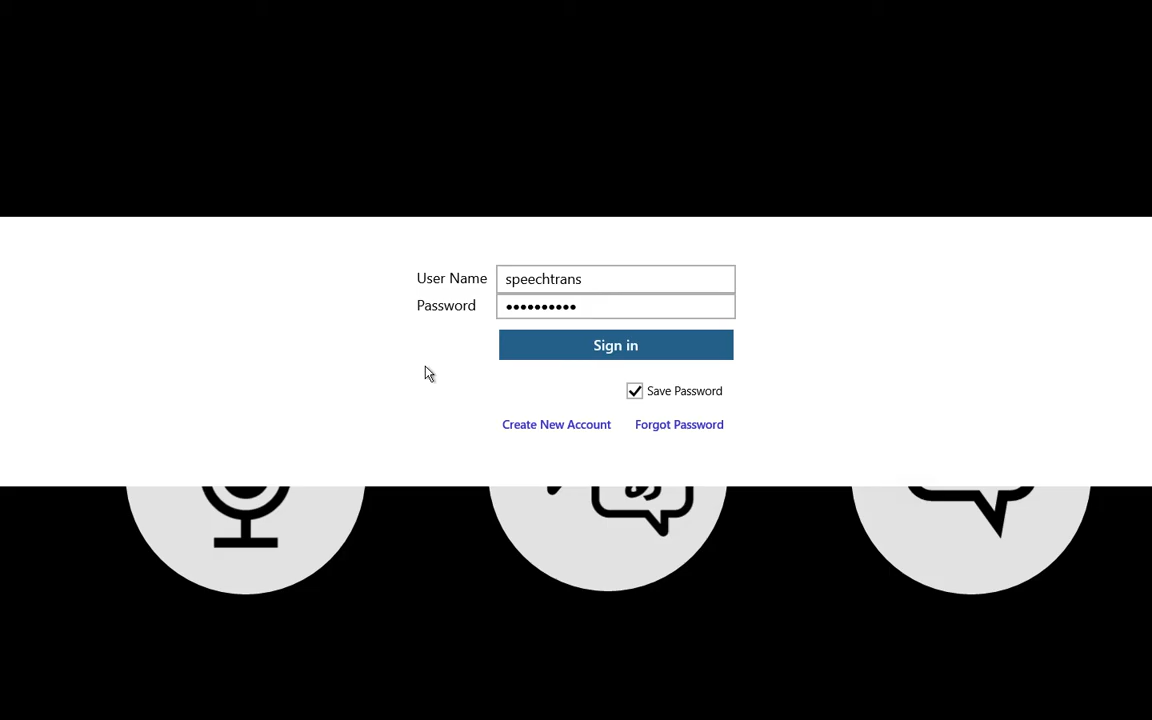 User Name speechtrans
Password ••••••••••
Sign in
Save Password
Create New Account Forgot Password